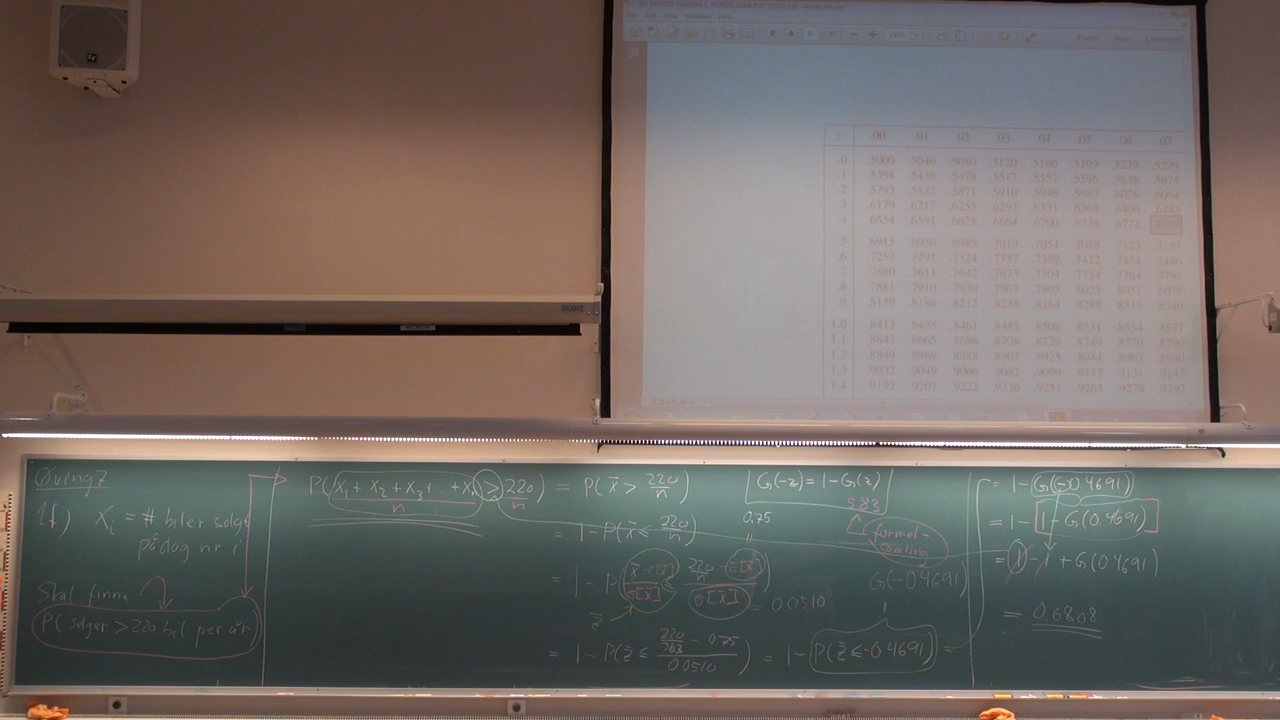 File Edit View Window Help
z .00 .01 .02 .03 .04 .05 .06 .07
.0 .5000 .5040 .5080 .5120 .5160 .5199 .5239 .5279
.1 .5398 .5438 .5478 .5517 .5557 .5596 .5636 .5675
.2 .5793 .5832 .5871 .5910 .5948 .5987 .6026 .6064
.3 .6179 .6217 .6255 .6293 .6331 .6368 .6406 .6443
.4 .6554 .6591 .6628 .6664 .6700 .6736 .6772
.5 .6915 .6950 .6985 .7019 .7054 .7088 .7123 .7157
.6 .7257 .7291 .7324 .7357 .7389 .7422 .7454 .7486
.7 .7580 .7611 .7642 .7673 .7704 .7734 .7764 .7794
.8 .7881 .7910 .7939 .7967 .7995 .8023 .8051 .8078
.9 .8159 .8186 .8212 .8238 .8264 .8289 .8315 .8340
1.0 .8413 .8438 .8461 .8485 .8508 .8531 .8554 .8577
1.1 .8643 .8665 .8686 .8708 .8729 .8749 .8770 .8790
1.2 .8849 .8869 .8888 .8907 .8925 .8944 .8962 .8980
1.3 .9032 .9049 .9066 .9082 .9099 .9115 .9131 .9147
1.4 .9192 .9207 .9222 .9236 .9251 .9265 .9279 .9292
Øving 7
1f) Xi = # biler solgt
på dag nr i
Skal finne:
P(selger > 220 bil per år)
P(X1 + X2 + X3 + ... + Xn > 220) = P(x̄ > 220/n)
n n
= 1 - P(x̄ ≤ 220/n)
= 1 - P((x̄ - E[x̄])/σ[x̄] ≤ (220/n - E[x̄])/σ[x̄])
z
0.75
= 0.0510
= 1 - P(z ≤ (220/363 - 0.75)/0.0510) = 1 - P(z ≤ -0.4691) =
G(-z) = 1 - G(z)
formel-
samling
G(-0.4691)
= 1 - G(-0.4691)
= 1 - [1 - G(0.4691)]
= 1 - 1 + G(0.4691)
= 0.6808